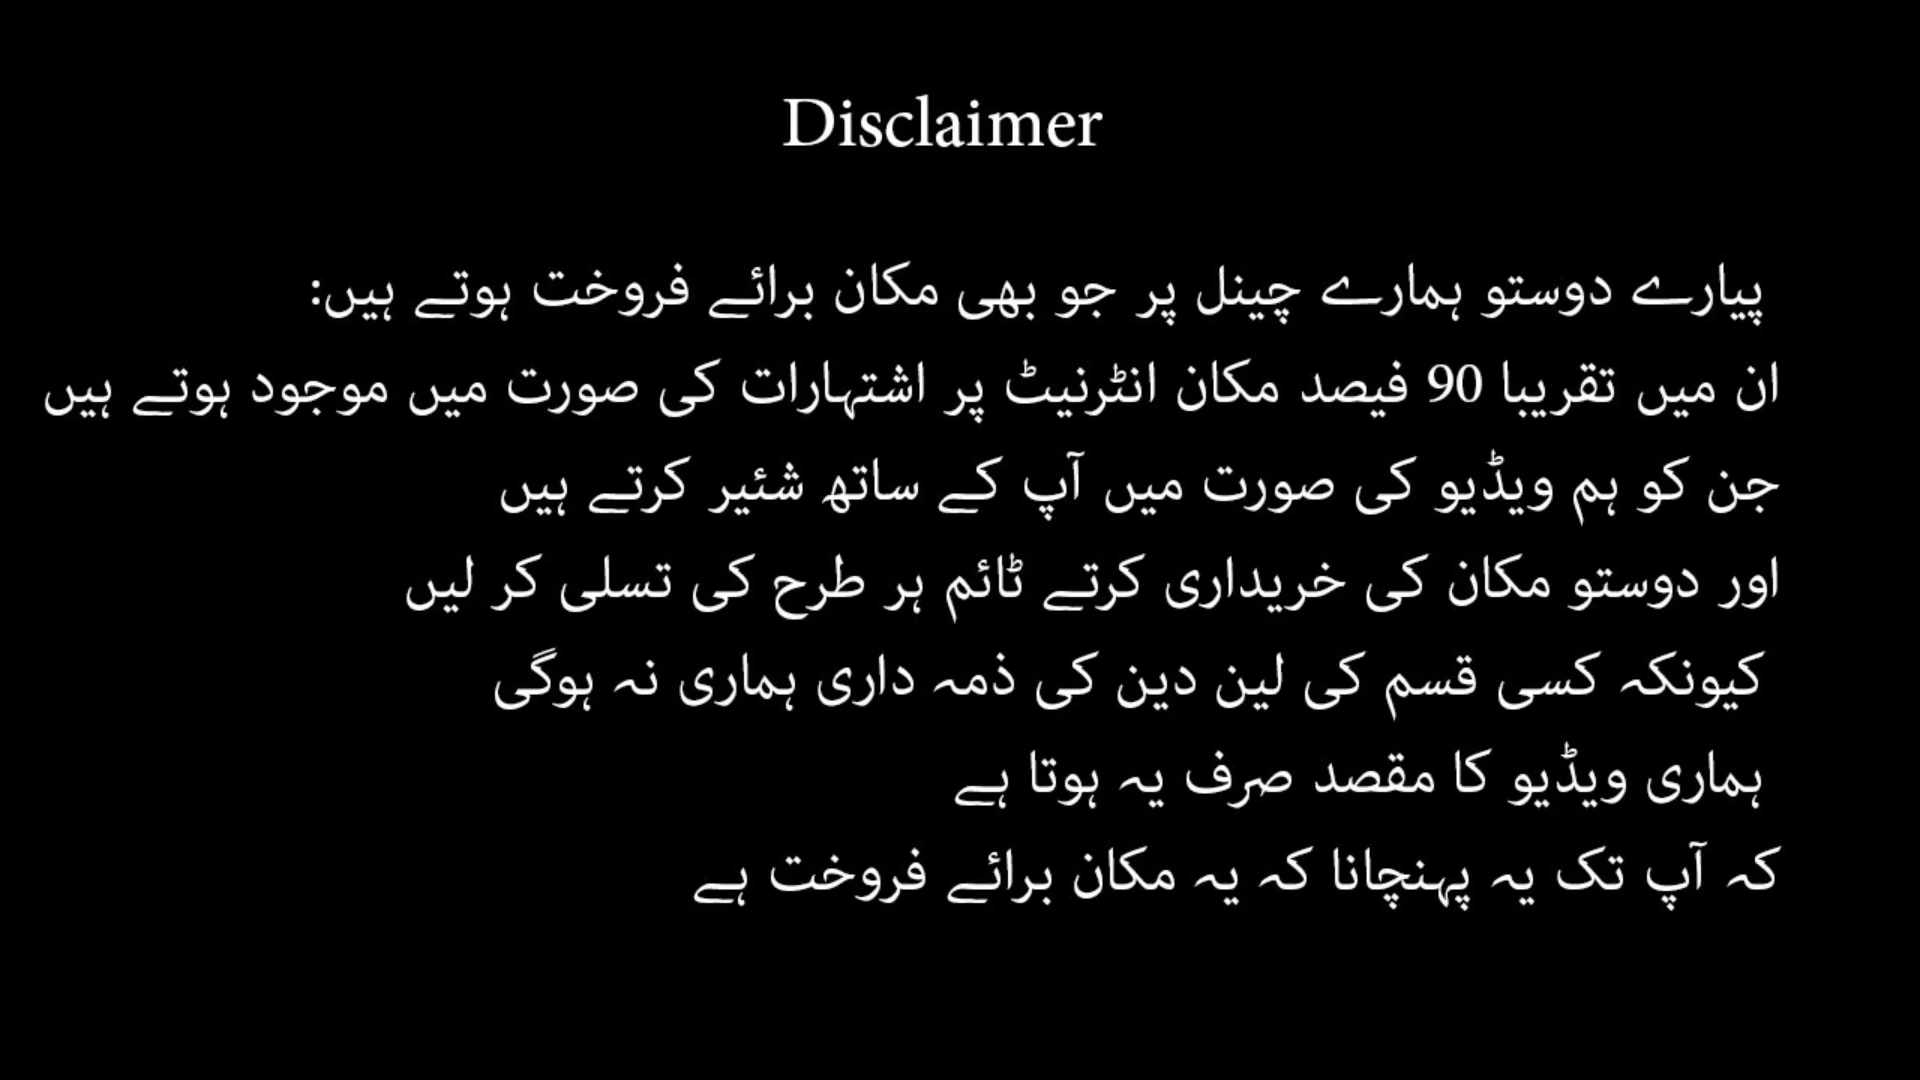 Disclaimer
پیارے دوستو ہمارے چینل پر جو بھی مکان برائے فروخت ہوتے ہیں:
ان میں تقریبا 90 فیصد مکان انٹرنیٹ پر اشتہارات کی صورت میں موجود ہوتے ہیں
جن کو ہم ویڈیو کی صورت میں آپ کے ساتھ شئیر کرتے ہیں
اور دوستو مکان کی خریداری کرتے ٹائم ہر طرح کی تسلی کر لیں
کیونکہ کسی قسم کی لین دین کی ذمہ داری ہماری نہ ہوگی
ہماری ویڈیو کا مقصد صرف یہ ہوتا ہے
کہ آپ تک یہ پہنچانا کہ یہ مکان برائے فروخت ہے